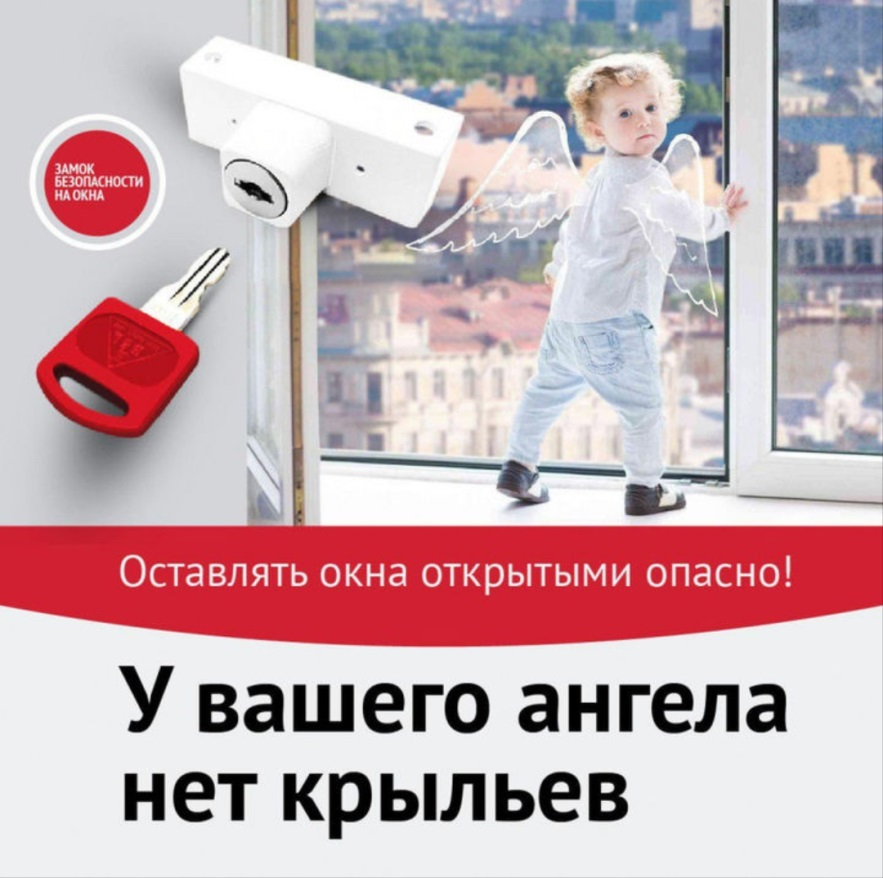 ЗАМОК
БЕЗОПАСНОСТИ
НА ОКНА
Оставлять окна открытыми опасно!
У вашего ангела
нет крыльев